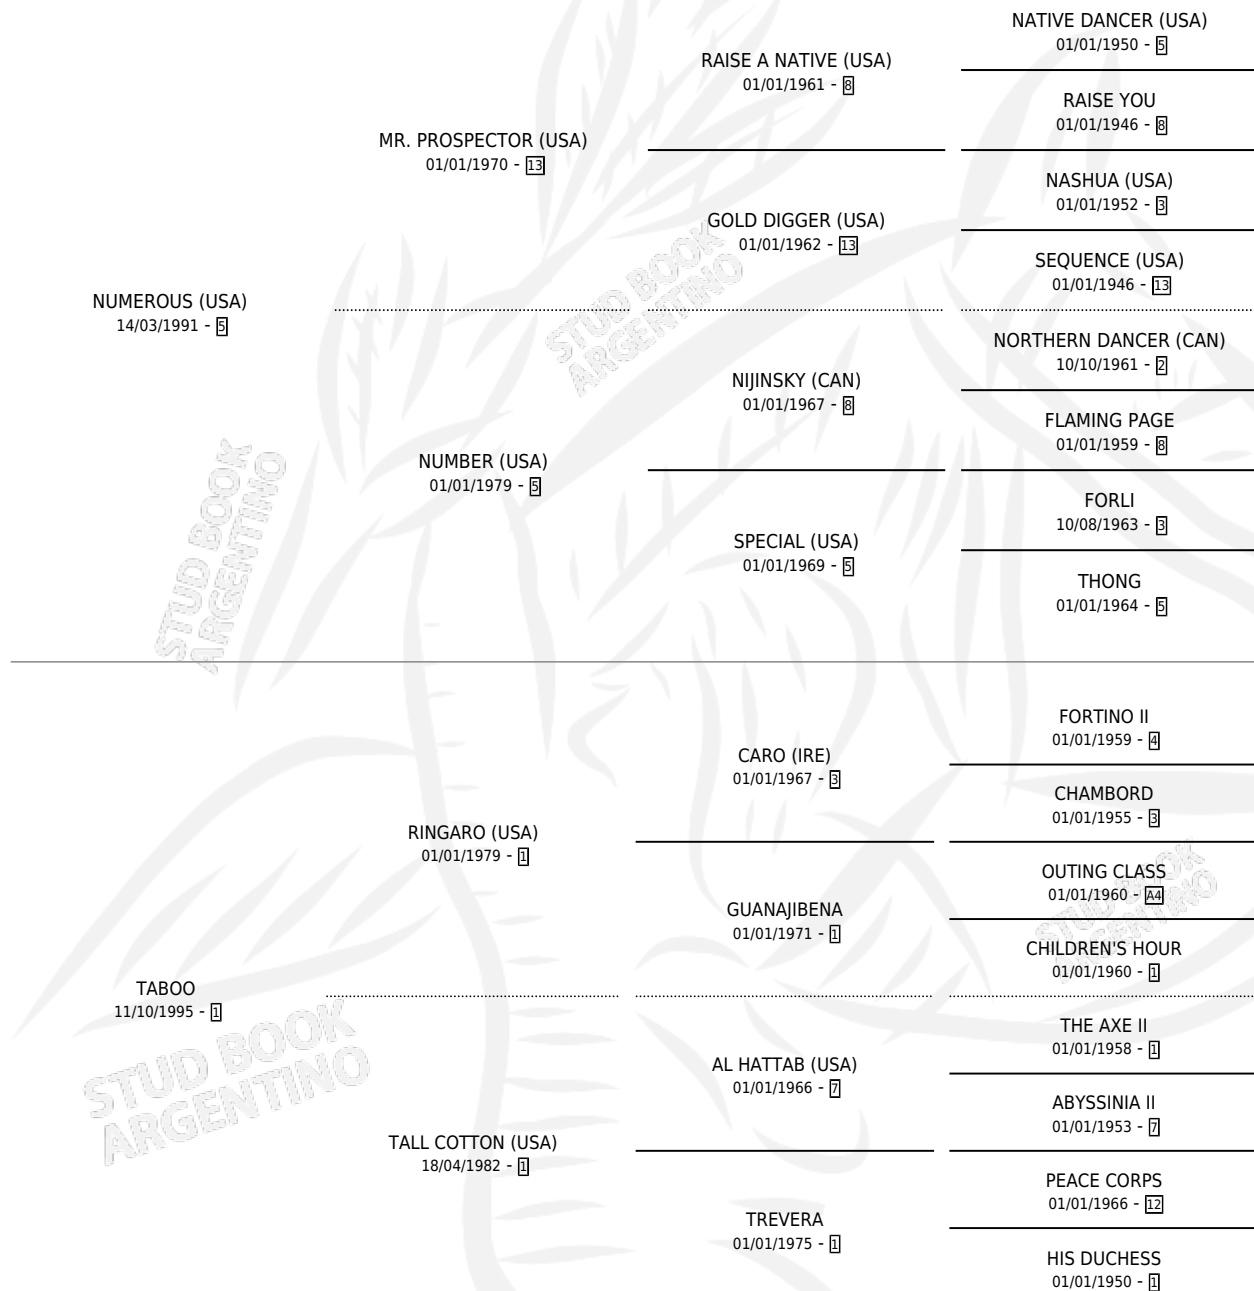 NATIVE DANCER (USA)
01/01/1950 - 5
RAISE A NATIVE (USA)
01/01/1961 - 8
RAISE YOU
01/01/1946 - 8
MR. PROSPECTOR (USA)
01/01/1970 - 13
NASHUA (USA)
01/01/1952 - 3
GOLD DIGGER (USA)
01/01/1962 - 13
SEQUENCE (USA)
01/01/1946 - 13
NUMEROUS (USA)
14/03/1991 - 5
NORTHERN DANCER (CAN)
10/10/1961 - 2
NIJINSKY (CAN)
01/01/1967 - 8
FLAMING PAGE
01/01/1959 - 8
NUMBER (USA)
01/01/1979 - 5
FORLI
10/08/1963 - 3
SPECIAL (USA)
01/01/1969 - 5
THONG
01/01/1964 - 5
FORTINO II
01/01/1959 - 4
CARO (IRE)
01/01/1967 - 3
CHAMBORD
01/01/1955 - 3
RINGARO (USA)
01/01/1979 - 1
OUTING CLASS
01/01/1960 - A4
GUANAJIBENA
01/01/1971 - 1
CHILDREN'S HOUR
01/01/1960 - 1
TABOO
11/10/1995 - 1
THE AXE II
01/01/1958 - 1
AL HATTAB (USA)
01/01/1966 - 7
ABYSSINIA II
01/01/1953 - 7
TALL COTTON (USA)
18/04/1982 - 1
PEACE CORPS
01/01/1966 - 12
TREVERA
01/01/1975 - 1
HIS DUCHESS
01/01/1950 - 1
STUD BOOK
ARGENTINO
STUD BOOK
ARGENTINO
STUD BOOK
ARGENTINO
STUD BOOK
ARGENTINO